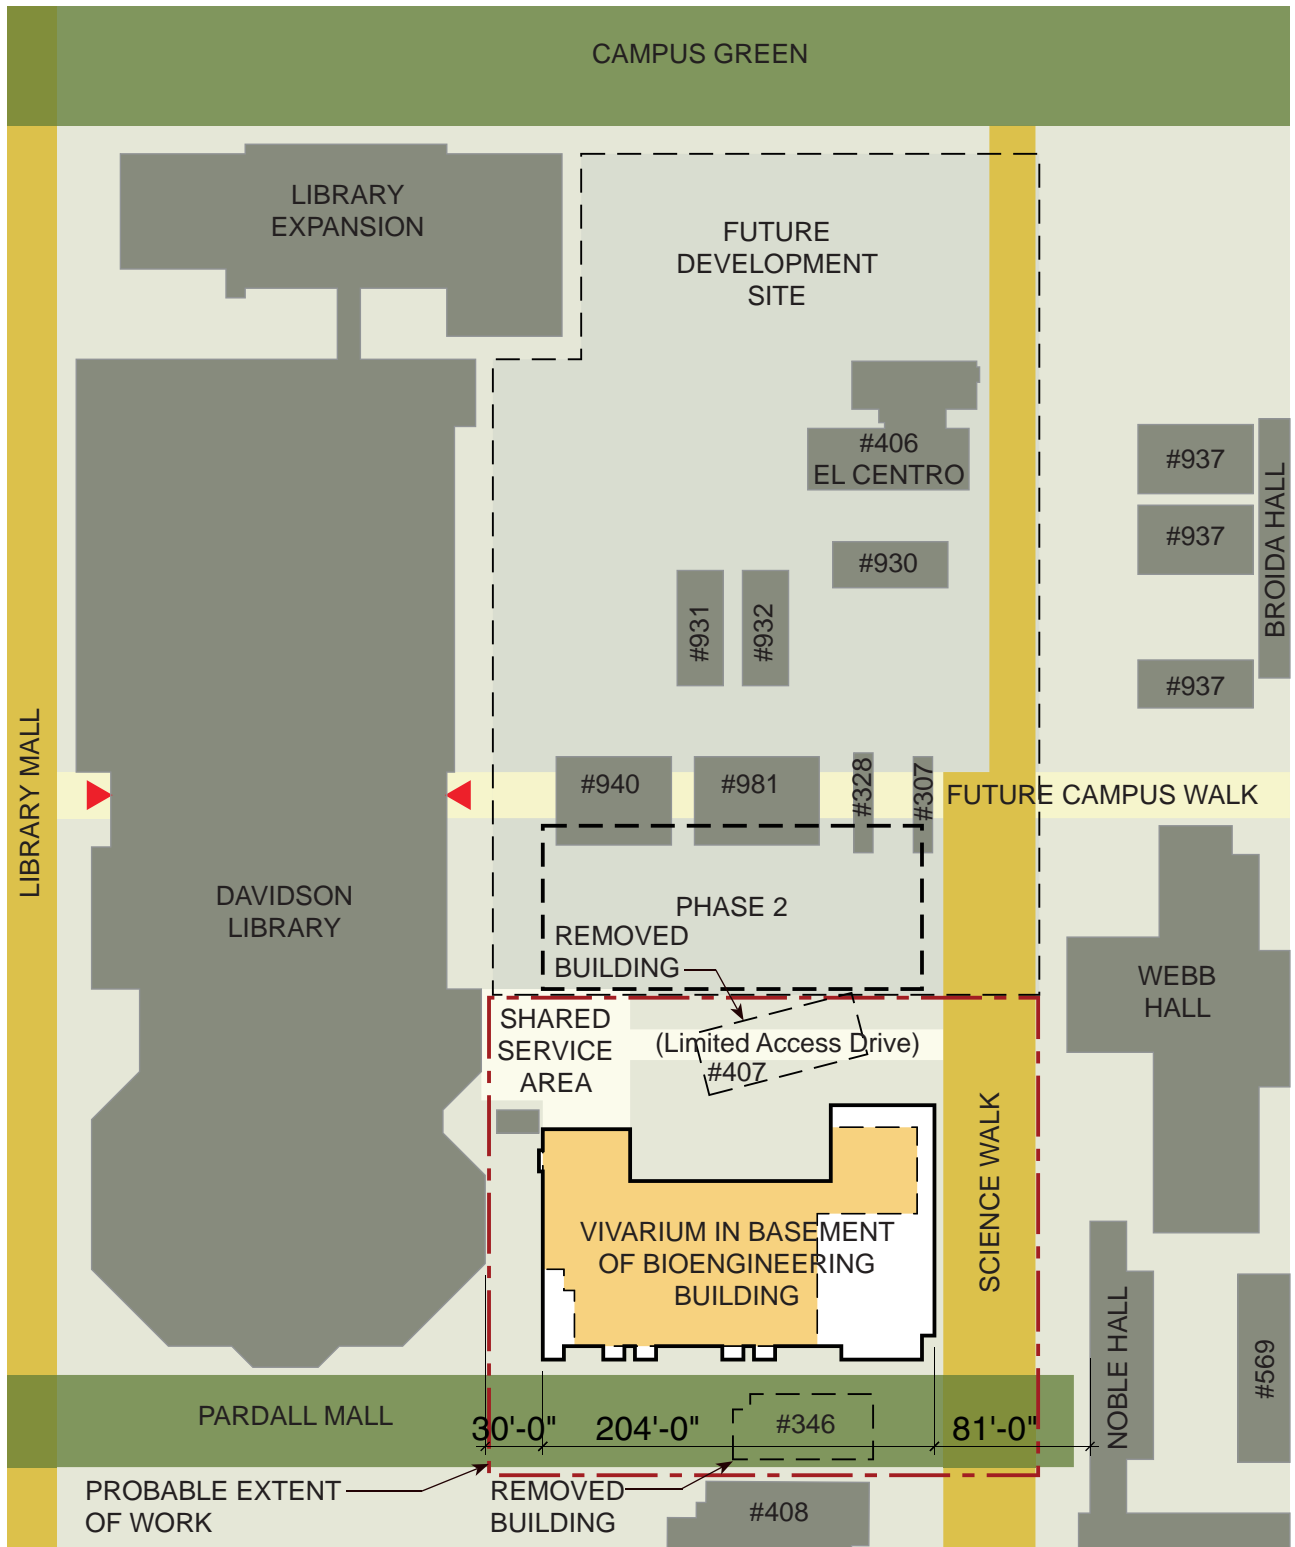 CAMPUS GREEN
LIBRARY
EXPANSION
FUTURE
DEVELOPMENT
SITE
#406
EL CENTRO
#937
#937
BROIDA HALL
#930
#931
#932
#937
LIBRARY MALL
#940
#981
#328
#307
FUTURE CAMPUS WALK
DAVIDSON
LIBRARY
PHASE 2
REMOVED
BUILDING
WEBB
HALL
SHARED
SERVICE
AREA
(Limited Access Drive)
#407
SCIENCE WALK
VIVARIUM IN BASEMENT
OF BIOENGINEERING
BUILDING
NOBLE HALL
#569
PARDALL MALL
30'-0"
204'-0"
#346
81'-0"
PROBABLE EXTENT
OF WORK
REMOVED
BUILDING
#408